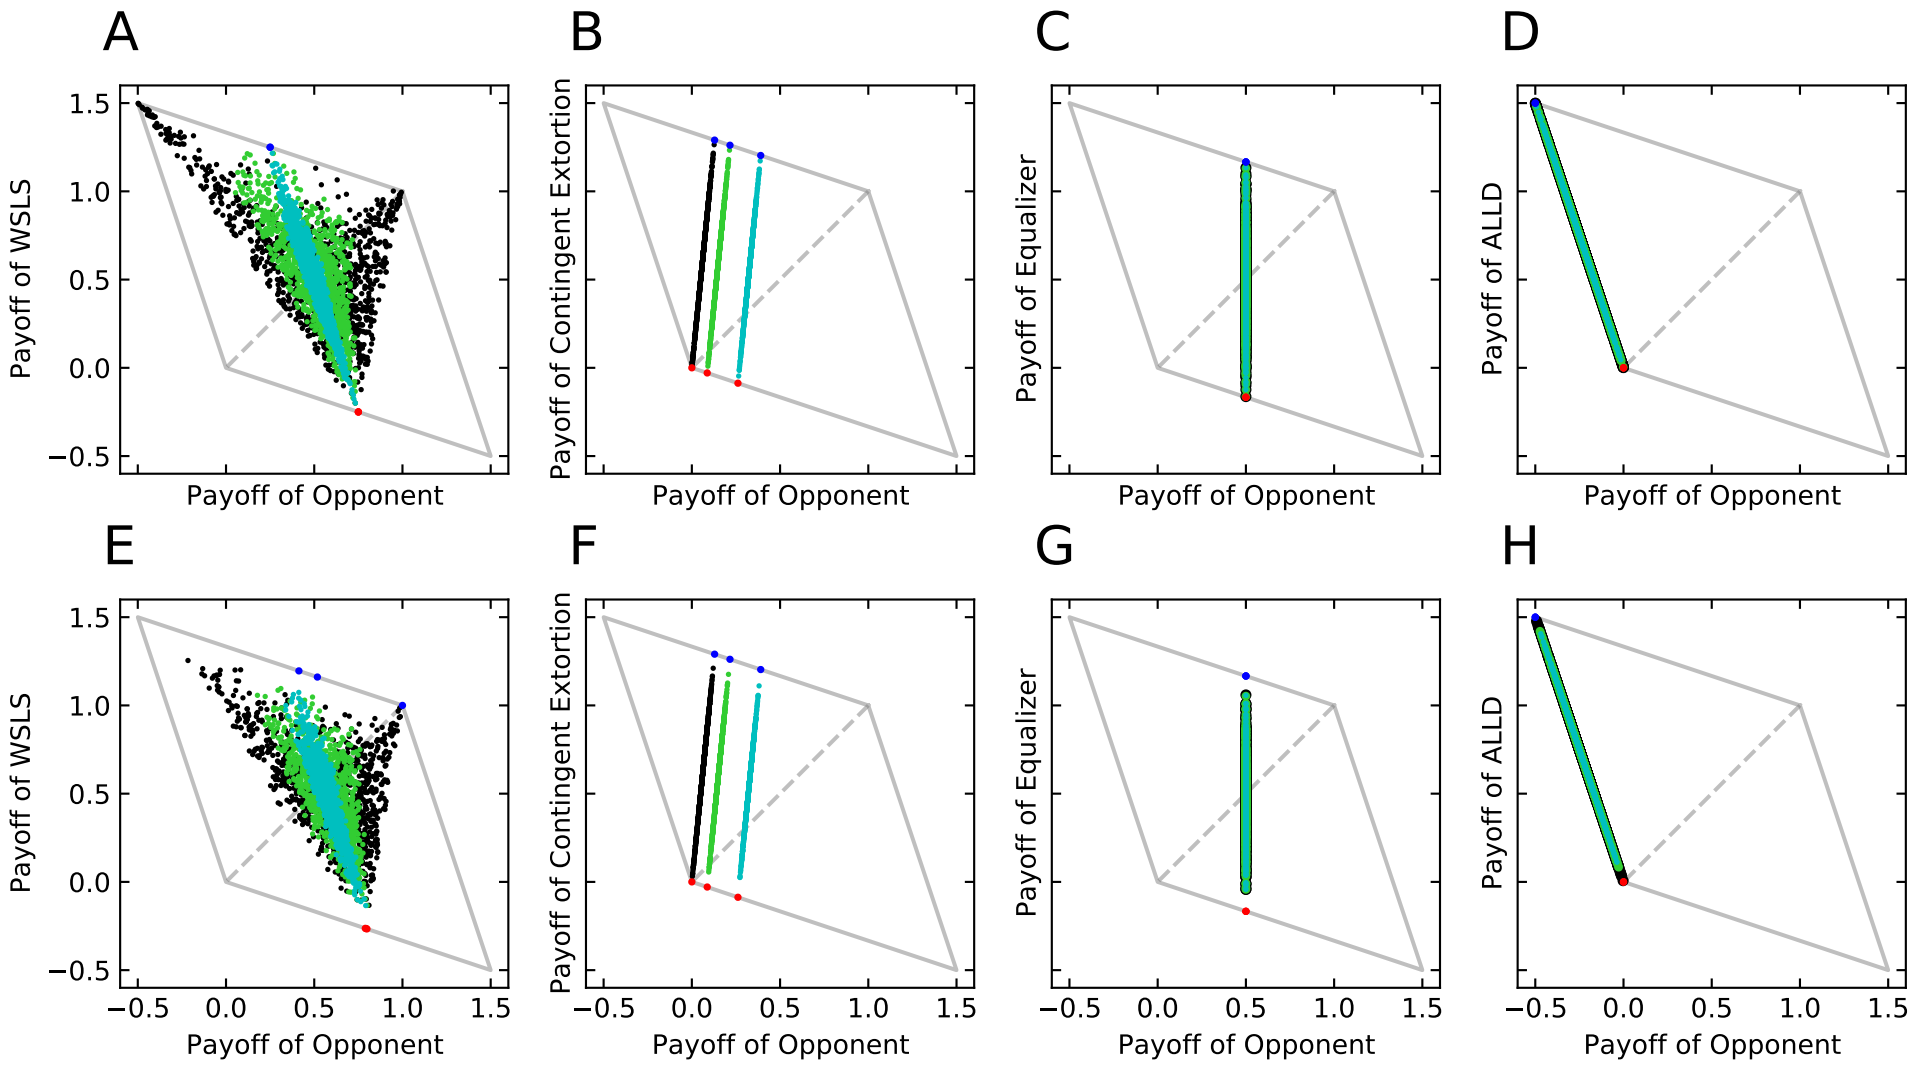 A
B
C
D
Payoff of WSLS
1.5
1.0
0.5
0.0
−0.5
Payoff of Opponent
Payoff of Contingent Extortion
Payoff of Opponent
Payoff of Equalizer
Payoff of Opponent
Payoff of ALLD
Payoff of Opponent
E
F
G
H
Payoff of WSLS
1.5
1.0
0.5
0.0
−0.5
−0.5 0.0 0.5 1.0 1.5
Payoff of Opponent
Payoff of Contingent Extortion
−0.5 0.0 0.5 1.0 1.5
Payoff of Opponent
Payoff of Equalizer
−0.5 0.0 0.5 1.0 1.5
Payoff of Opponent
Payoff of ALLD
−0.5 0.0 0.5 1.0 1.5
Payoff of Opponent